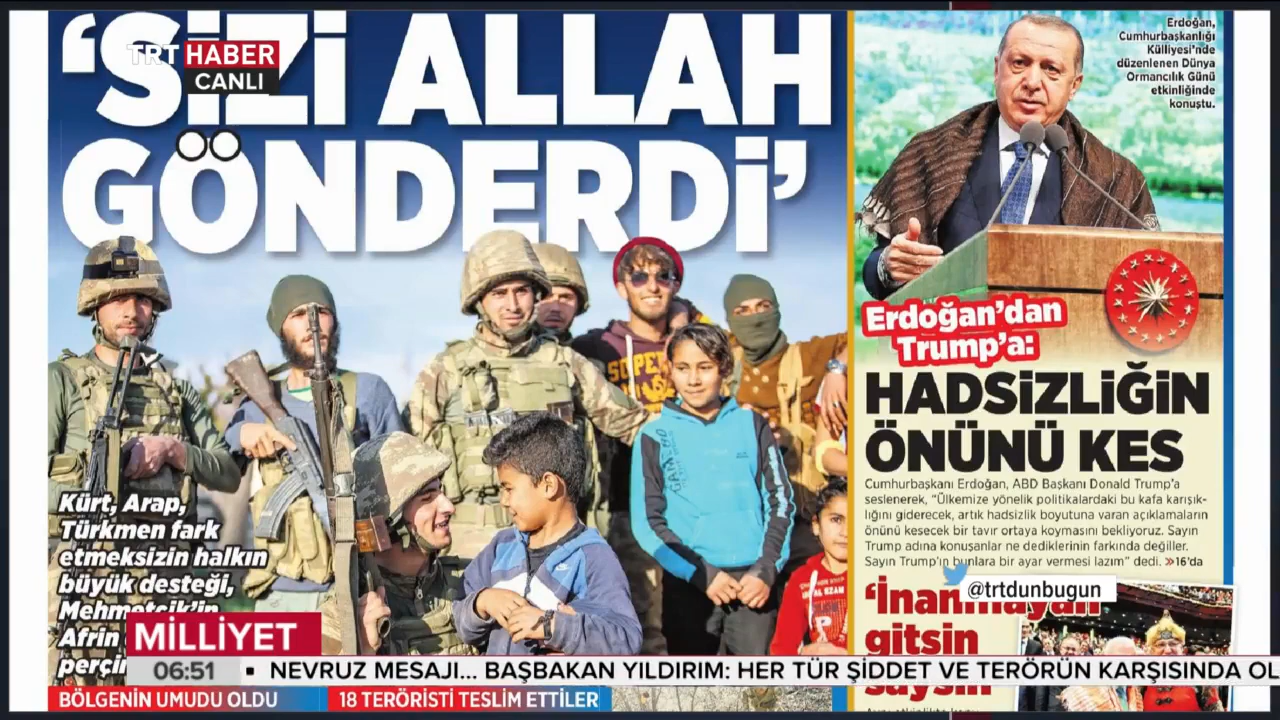 'SİZİ ALLAH
GÖNDERDİ'
TRT HABER
CANLI
Erdoğan,
Cumhurbaşkanlığı
Külliyesi'nde
düzenlenen Dünya
Ormancılık Günü
etkinliğinde
konuştu.
Erdoğan'dan
Trump'a:
HADSİZLİĞİN
ÖNÜNÜ KES
Cumhurbaşkanı Erdoğan, ABD Başkanı Donald Trump'a
seslenerek, "Ülkemize yönelik politikalardaki bu kafa karışık-
lığını giderecek, artık hadsizlik boyutuna varan açıklamaların
önünü kesecek bir tavır ortaya koymasını bekliyoruz. Sayın
Trump adına konuşanlar ne dediklerinin farkında değiller.
Sayın Trump'ın bunlara bir ayar vermesi lazım" dedi. »16'da
Kürt, Arap,
Türkmen fark
etmeksizin halkın
büyük desteği,
Mehmetçik'in
Afrin
SUPER
GAMEBO
@trtdunbugun
'İnanmayan
gitsin
saysın
MİLLİYET
06:51 ▪ NEVRUZ MESAJI... BAŞBAKAN YILDIRIM: HER TÜR ŞİDDET VE TERÖRÜN KARŞISINDA OL
BÖLGENİN UMUDU OLDU
18 TERÖRİSTİ TESLİM ETTİLER